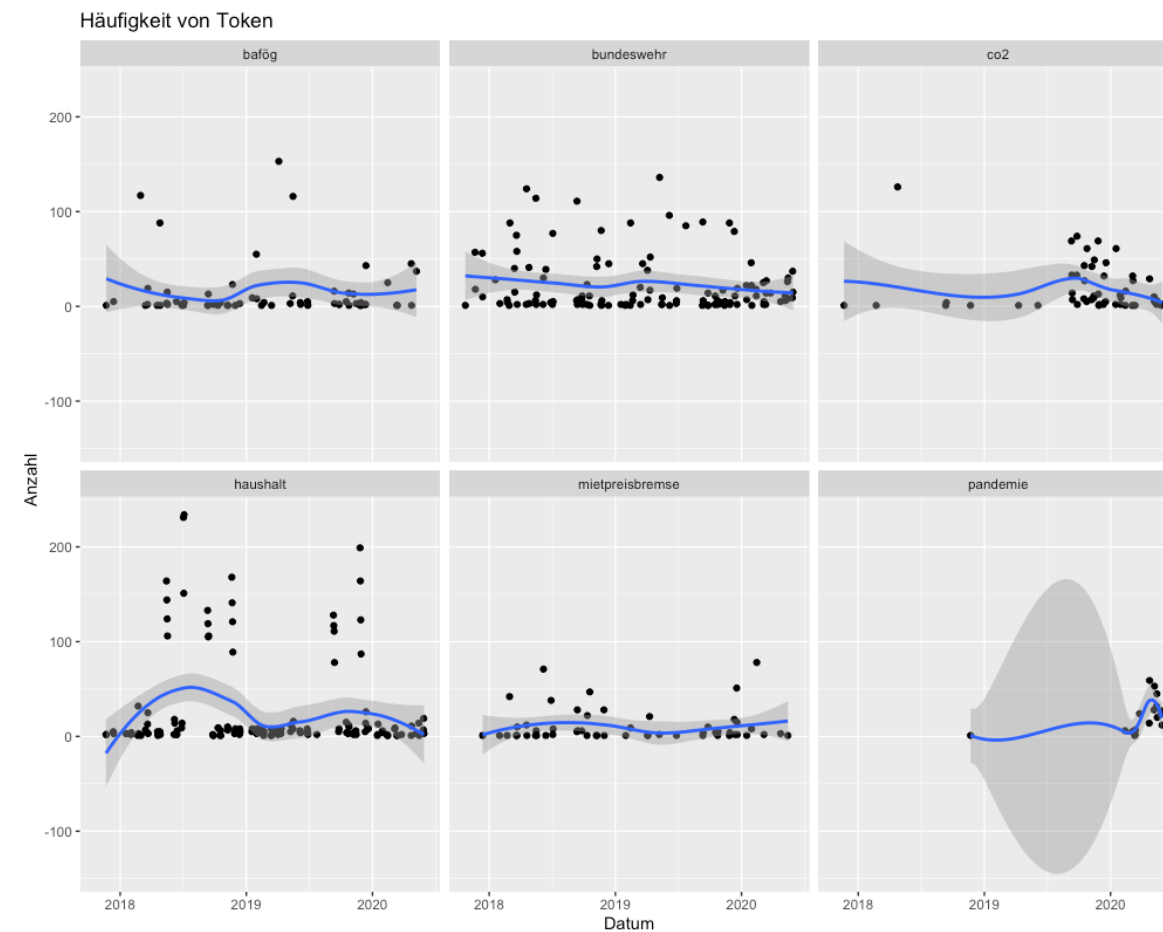 Häufigkeit von Token
bafög
bundeswehr
co2
200
100
0
-100
Anzahl
haushalt
mietpreisbremse
pandemie
200
100
0
-100
2018
2019
2020
2018
2019
2020
2018
2019
2020
Datum